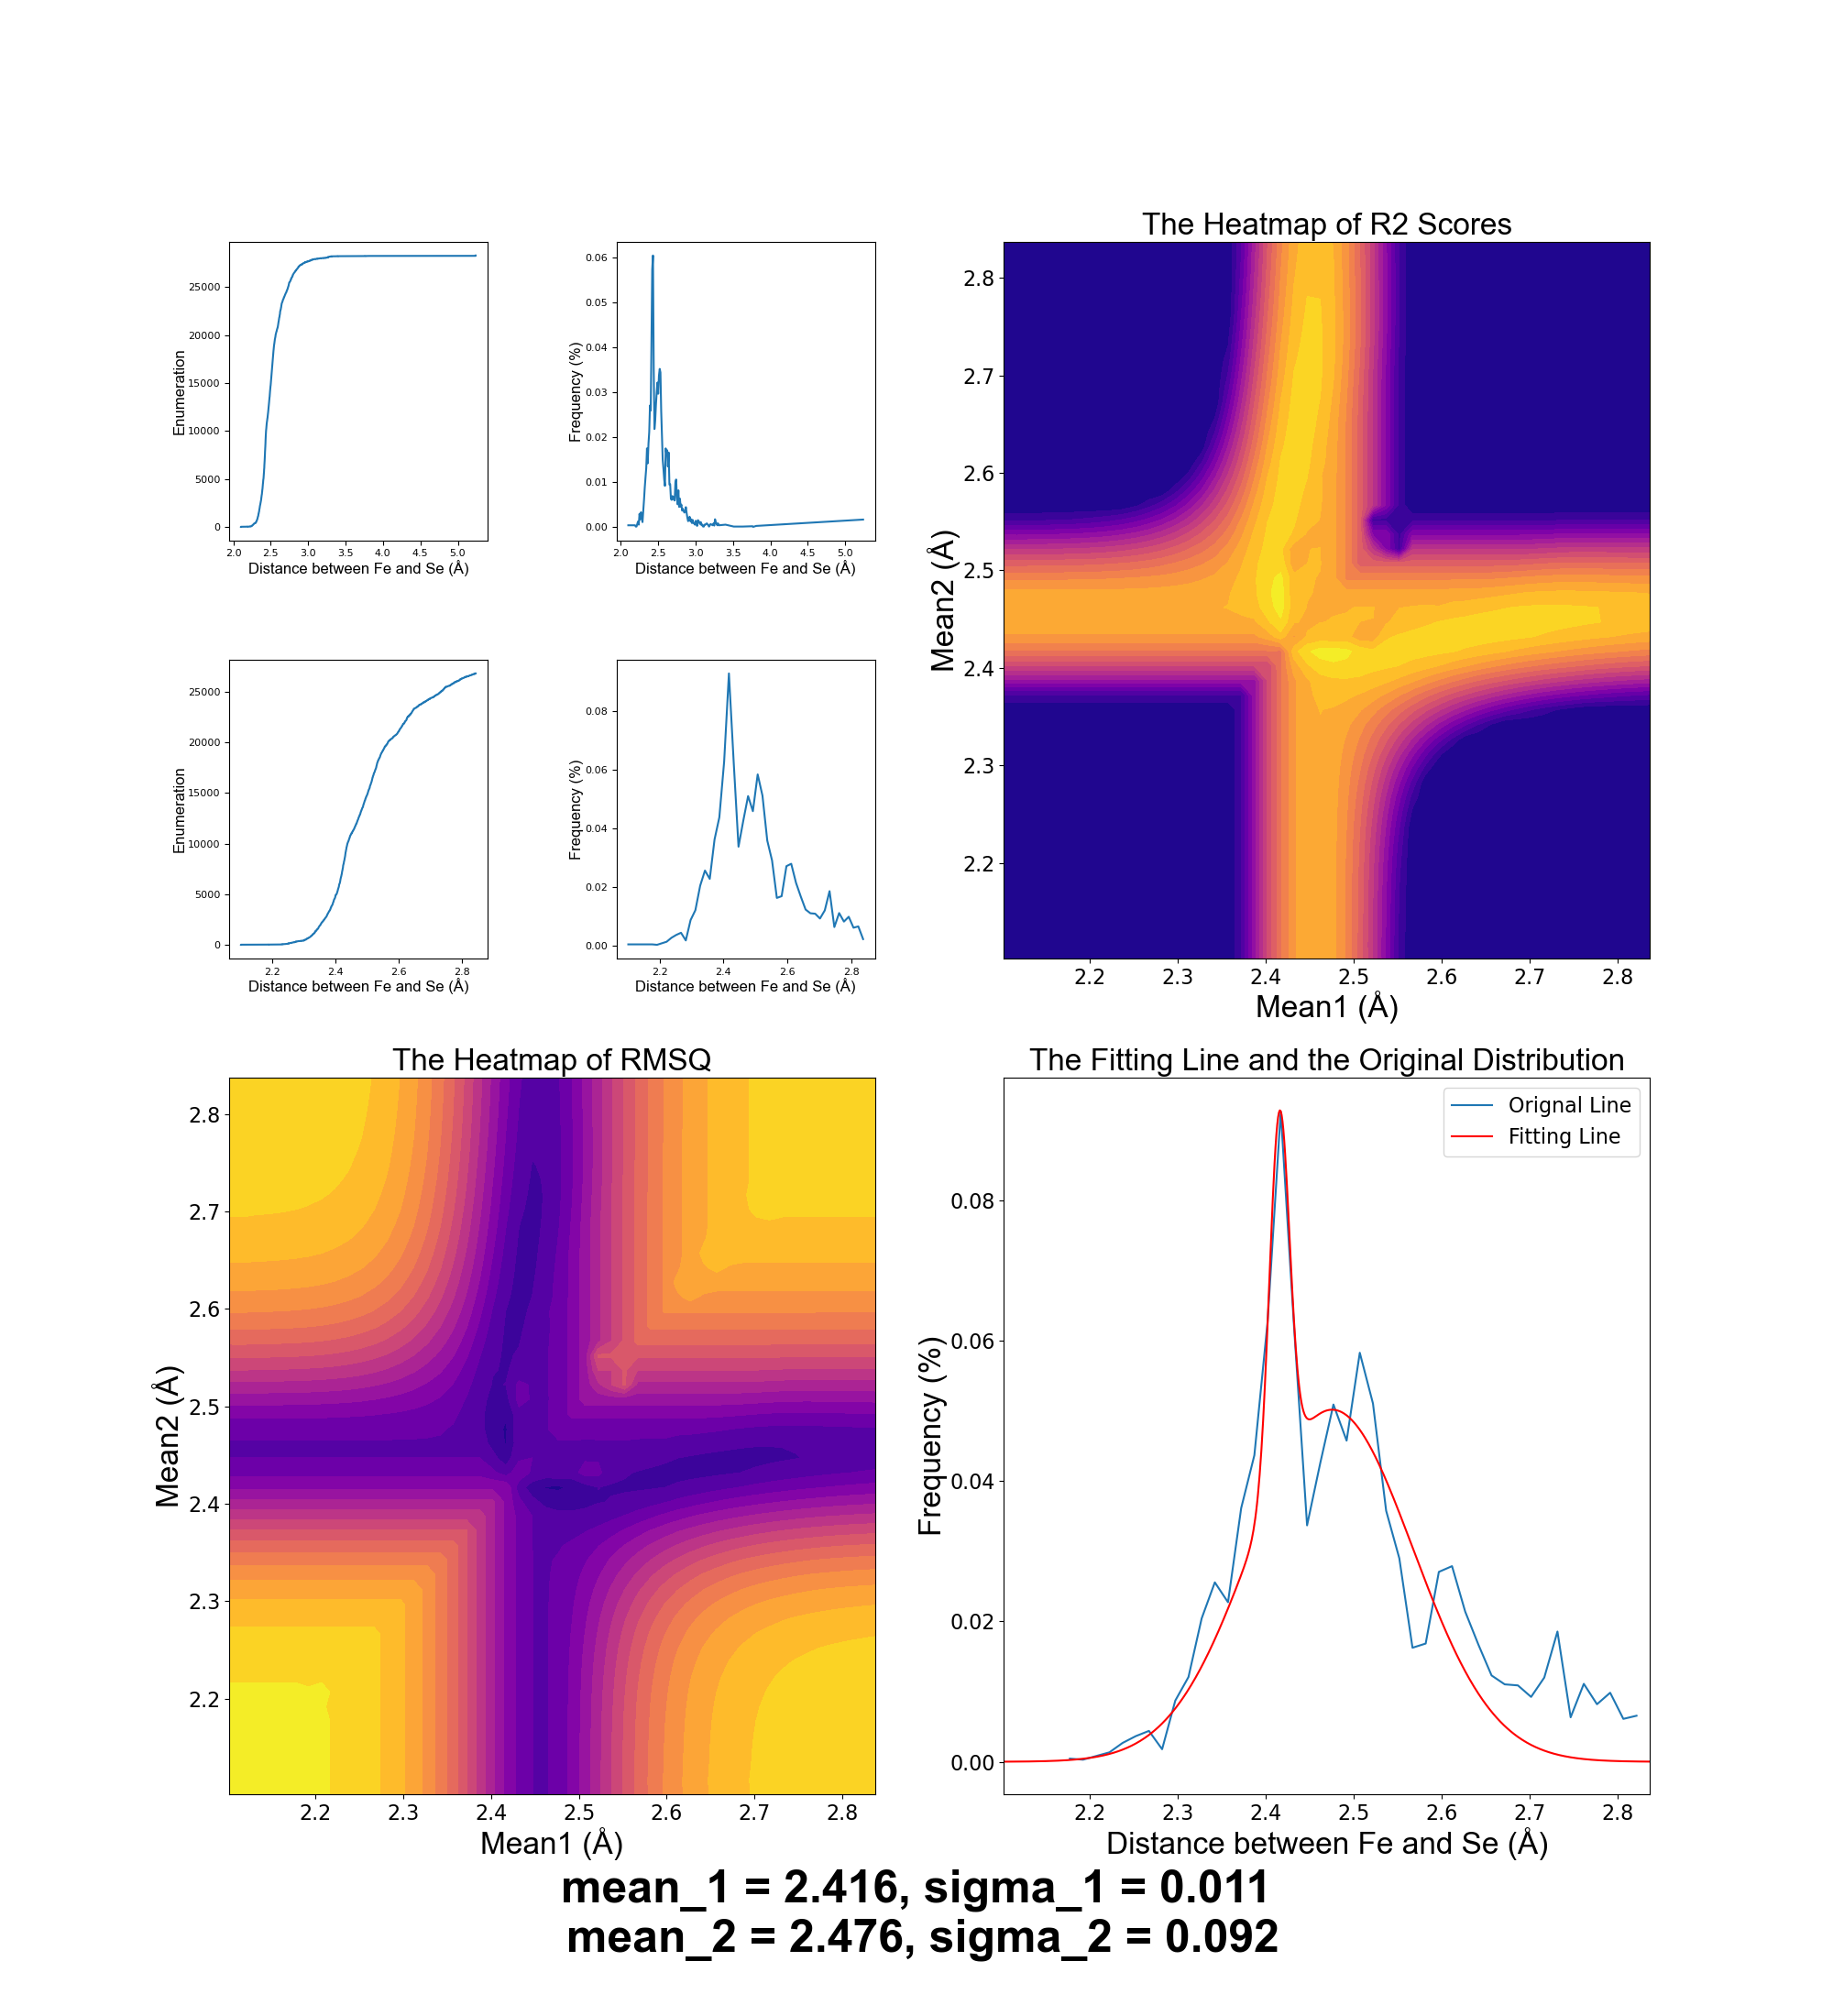 Enumeration
25000
20000
15000
10000
5000
0
2.0 2.5 3.0 3.5 4.0 4.5 5.0
Distance between Fe and Se (Å)
Frequency (%)
0.06
0.05
0.04
0.03
0.02
0.01
0.00
2.0 2.5 3.0 3.5 4.0 4.5 5.0
Distance between Fe and Se (Å)
The Heatmap of R2 Scores
Mean2 (Å)
2.8
2.7
2.6
2.5
2.4
2.3
2.2
2.2 2.3 2.4 2.5 2.6 2.7 2.8
Mean1 (Å)
Enumeration
25000
20000
15000
10000
5000
0
2.2 2.4 2.6 2.8
Distance between Fe and Se (Å)
Frequency (%)
0.08
0.06
0.04
0.02
0.00
2.2 2.4 2.6 2.8
Distance between Fe and Se (Å)
The Heatmap of RMSQ
Mean2 (Å)
2.8
2.7
2.6
2.5
2.4
2.3
2.2
2.2 2.3 2.4 2.5 2.6 2.7 2.8
Mean1 (Å)
The Fitting Line and the Original Distribution
Orignal Line
Fitting Line
Frequency (%)
0.08
0.06
0.04
0.02
0.00
2.2 2.3 2.4 2.5 2.6 2.7 2.8
Distance between Fe and Se (Å)
mean_1 = 2.416, sigma_1 = 0.011
mean_2 = 2.476, sigma_2 = 0.092